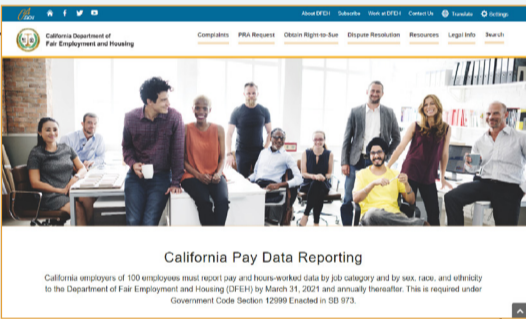 CA
GOV
About DFEH Subscribe Work at DFEH Contact Us Translate Settings
California Department of
Fair Employment and Housing
Complaints PRA Request Obtain Right-to-Sue Dispute Resolution Resources Legal Info Search
California Pay Data Reporting
California employers of 100 employees must report pay and hours-worked data by job category and by sex, race, and ethnicity
to the Department of Fair Employment and Housing (DFEH) by March 31, 2021 and annually thereafter. This is required under
Government Code Section 12999 Enacted in SB 973.